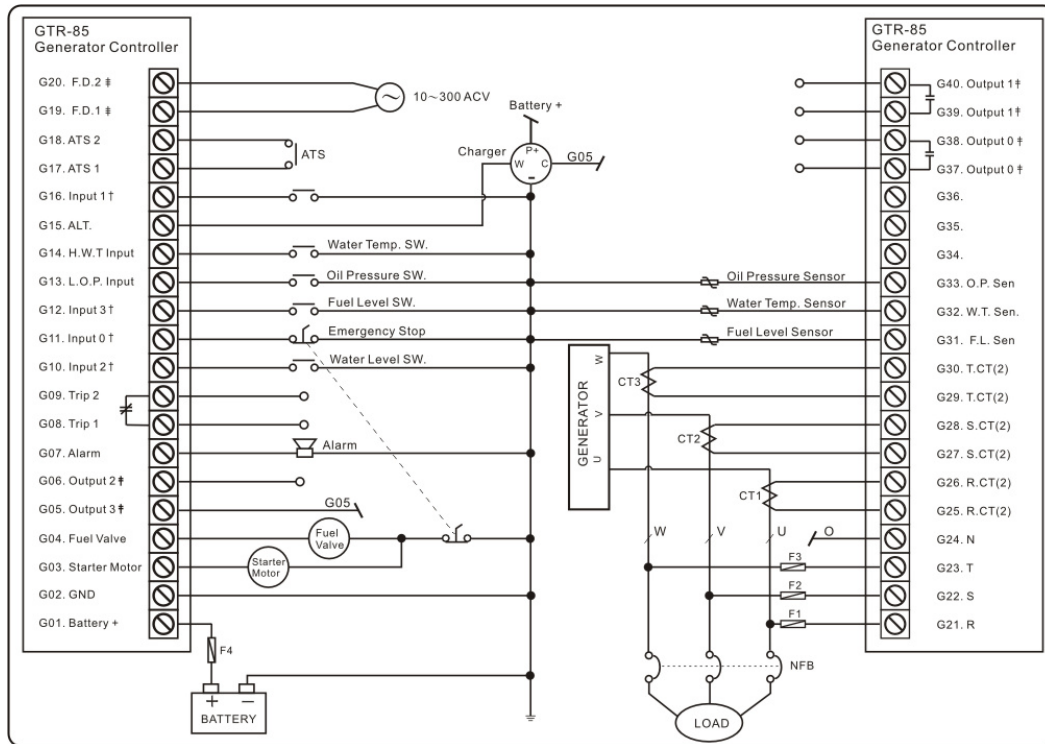 GTR-85
Generator Controller
G20. F.D.2 ‡
G19. F.D.1 ‡
G18. ATS 2
G17. ATS 1
G16. Input 1 †
G15. ALT.
G14. H.W.T Input
G13. L.O.P. Input
G12. Input 3 †
G11. Input 0 †
G10. Input 2 †
G09. Trip 2
G08. Trip 1
G07. Alarm
G06. Output 2 ‡
G05. Output 3 ‡
G04. Fuel Valve
G03. Starter Motor
G02. GND
G01. Battery +
10~300 ACV
ATS
Battery +
Charger
P+
W
C
-
G05
Water Temp. SW.
Oil Pressure SW.
Fuel Level SW.
Emergency Stop
Water Level SW.
Alarm
G05
Fuel
Valve
Starter
Motor
F4
+ −
BATTERY
Oil Pressure Sensor
Water Temp. Sensor
Fuel Level Sensor
GENERATOR
W
V
U
CT3
CT2
CT1
W
V
U
O
F3
F2
F1
NFB
LOAD
GTR-85
Generator Controller
G40. Output 1 †
G39. Output 1 †
G38. Output 0 ‡
G37. Output 0 ‡
G36.
G35.
G34.
G33. O.P. Sen
G32. W.T. Sen.
G31. F.L. Sen
G30. T.CT(2)
G29. T.CT(2)
G28. S.CT(2)
G27. S.CT(2)
G26. R.CT(2)
G25. R.CT(2)
G24. N
G23. T
G22. S
G21. R